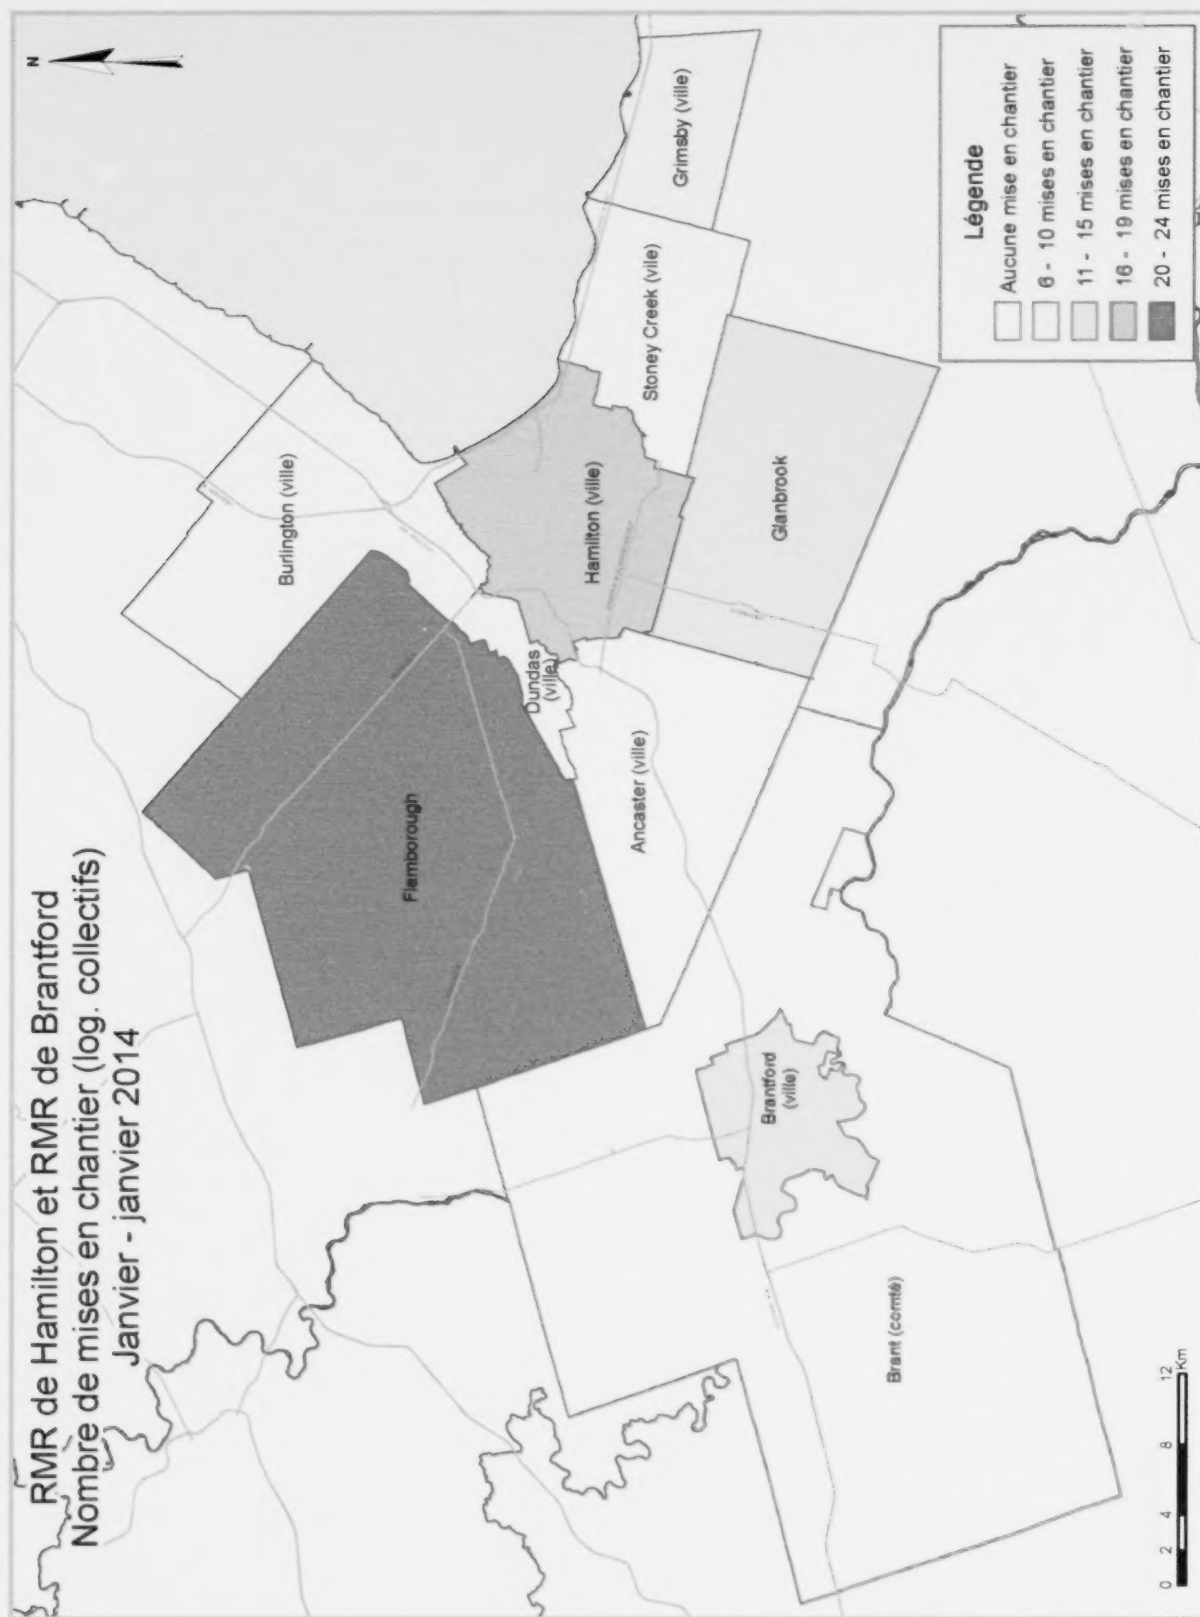 RMR de Hamilton et RMR de Brantford
Nombre de mises en chantier (log. collectifs)
Janvier - janvier 2014
N
Burlington (ville)
Flamborough
Dundas
(ville)
Hamilton (ville)
Stoney Creek (vile)
Grimsby (ville)
Ancaster (ville)
Glanbrook
Brantford
(ville)
Brant (comté)
Légende
Aucune mise en chantier
6 - 10 mises en chantier
11 - 15 mises en chantier
16 - 19 mises en chantier
20 - 24 mises en chantier
0 2 4 8 12
Km